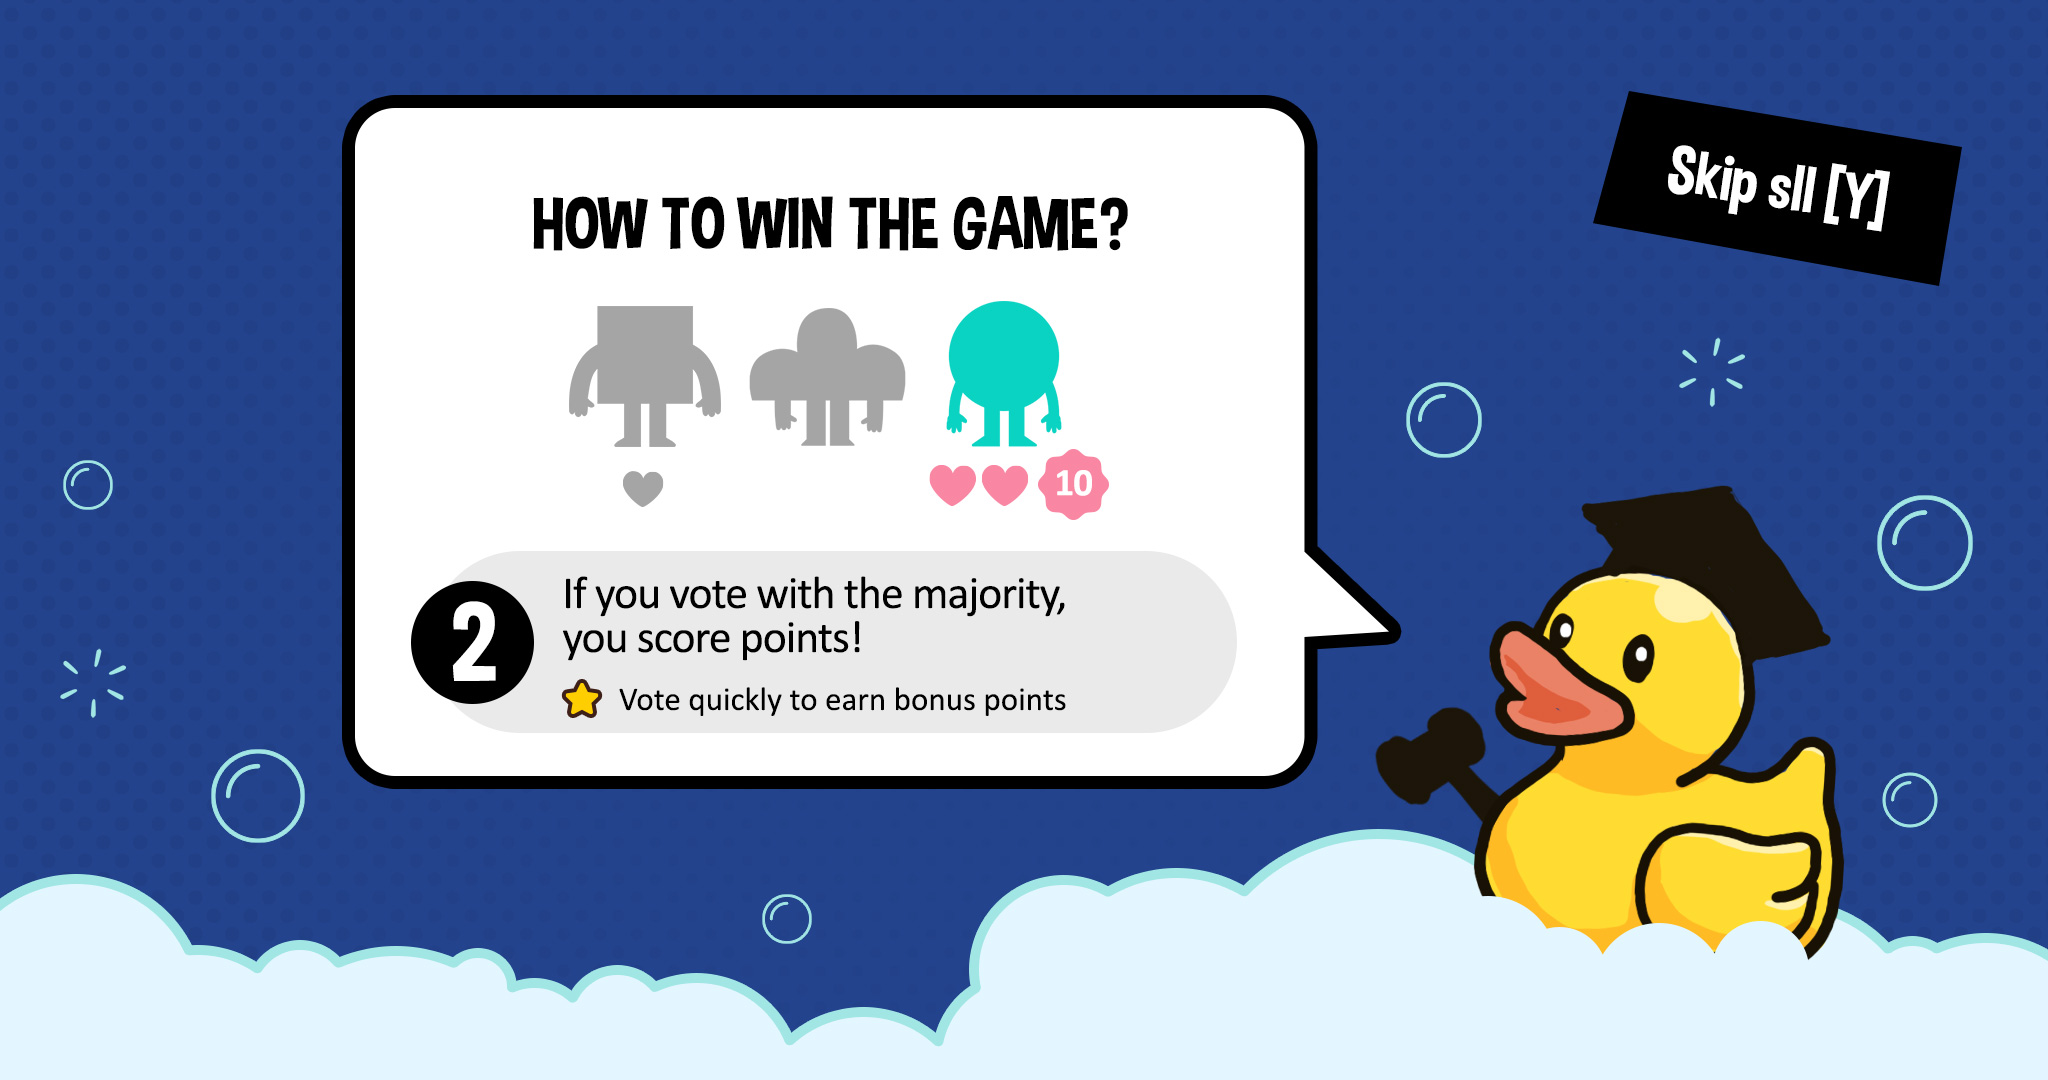 Skip sll [Y]
HOW TO WIN THE GAME?
10
2
If you vote with the majority,
you score points!
Vote quickly to earn bonus points